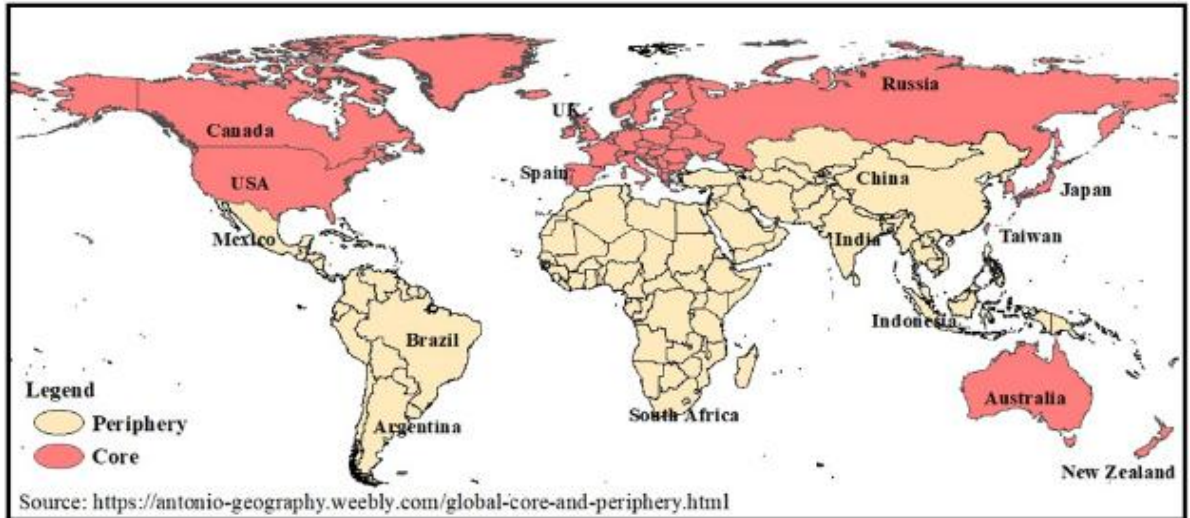 Russia
UK
Canada
Spain
China
USA
Japan
Mexico
India
Taiwan
Indonesia
Brazil
Legend
Australia
South Africa
Periphery
Argentina
Core
New Zealand
Source: https://antonio-geography.weebly.com/global-core-and-periphery.html